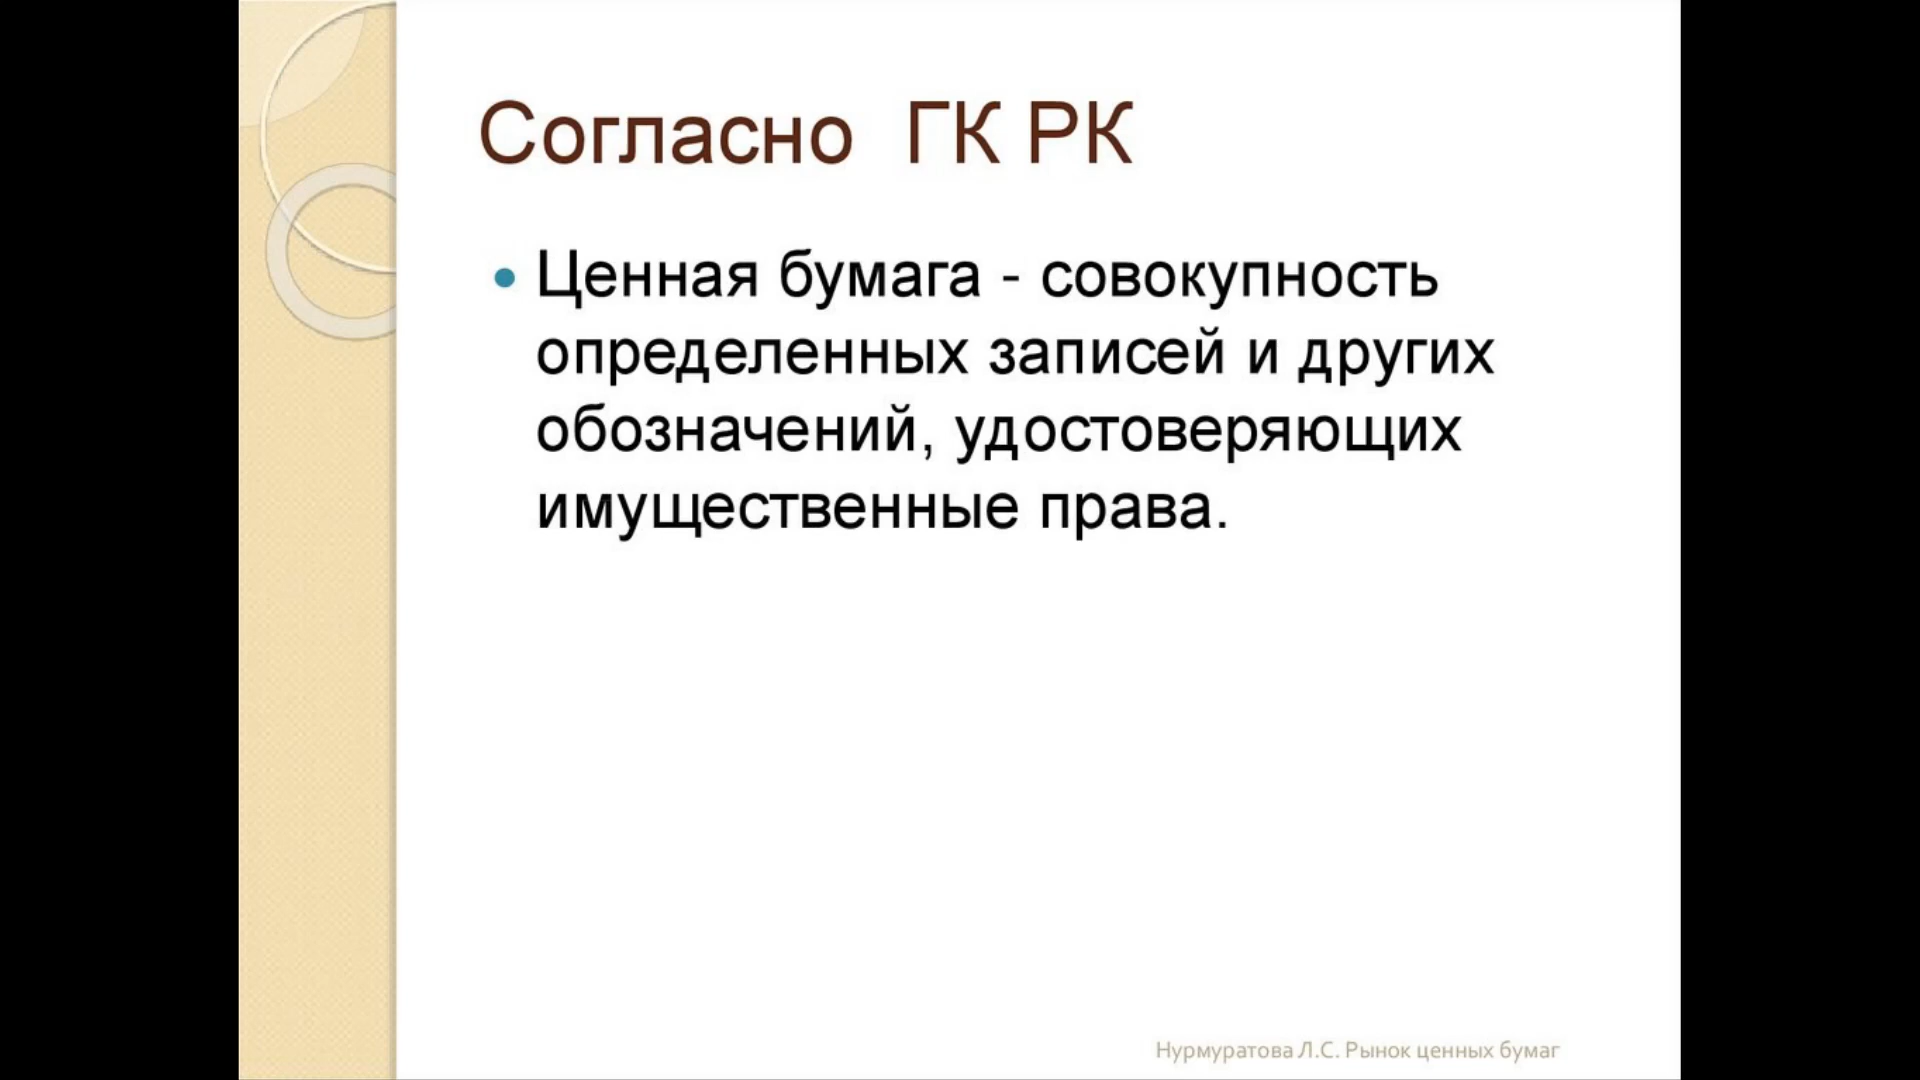 Согласно ГК РК
• Ценная бумага - совокупность
определенных записей и других
обозначений, удостоверяющих
имущественные права.
Нурмуратова Л.С. Рынок ценных бумаг